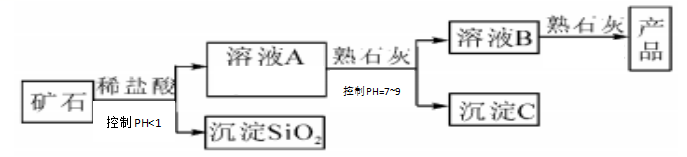 矿石
稀盐酸
控制PH<1
溶液A
沉淀SiO₂
熟石灰
控制PH=7~9
溶液B
沉淀C
熟石灰
产品